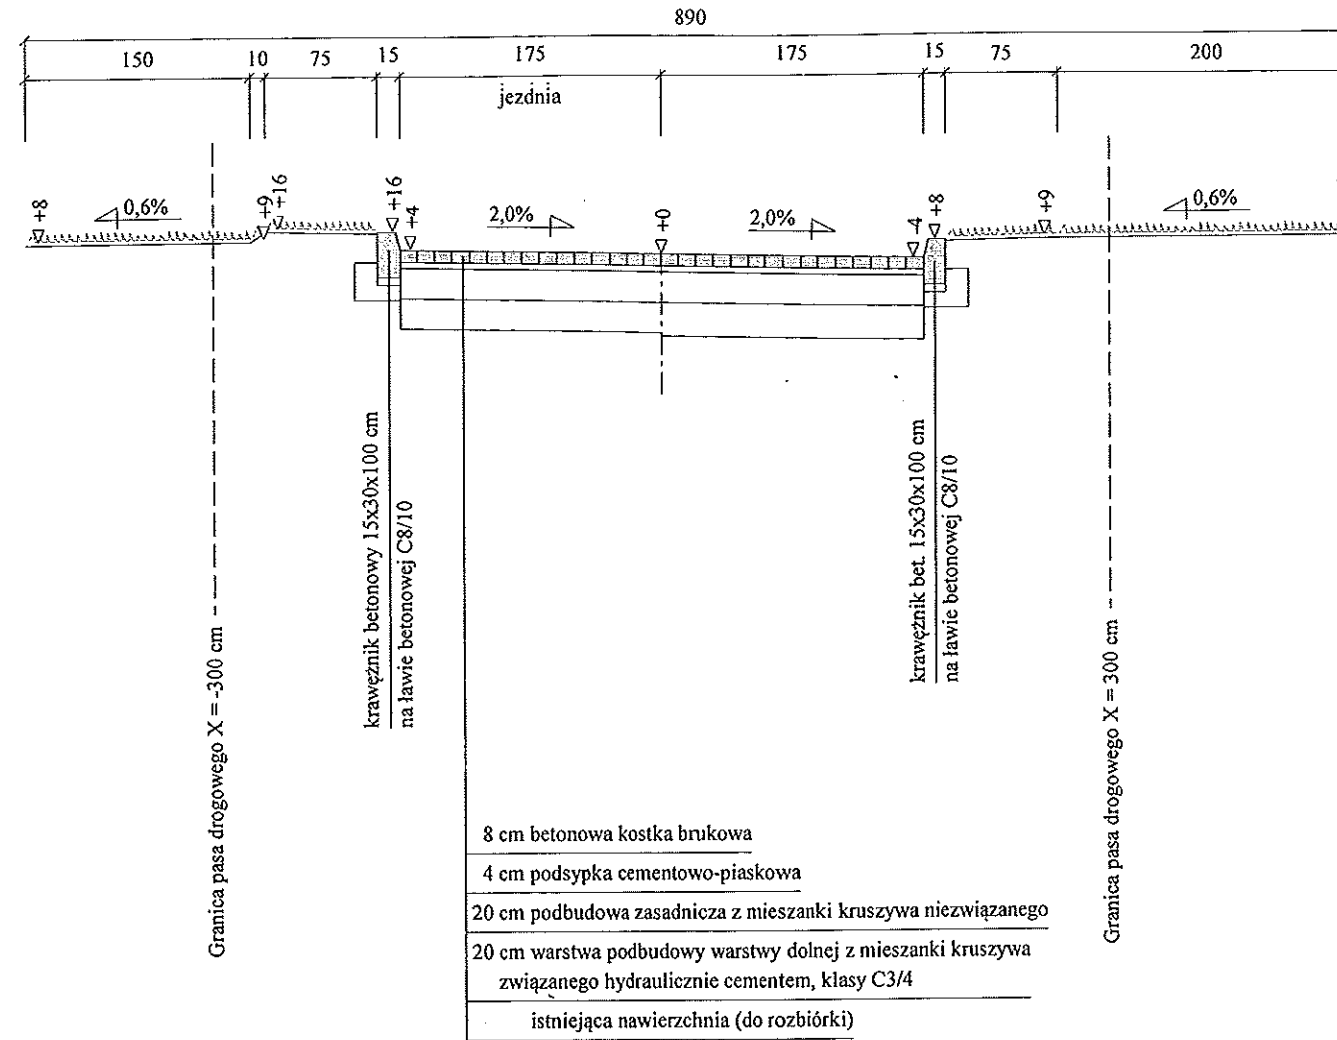 890
150 10 75 15 175 175 15 75 200
jezdnia
+8 0,6% +9 +16 +16 +4 2,0% +0 2,0% -4 +8 +9 0,6%
Granica pasa drogowego X = -300 cm
krawężnik betonowy 15x30x100 cm
na ławie betonowej C8/10
krawężnik bet. 15x30x100 cm
na ławie betonowej C8/10
Granica pasa drogowego X = 300 cm
8 cm betonowa kostka brukowa
4 cm podsypka cementowo-piaskowa
20 cm podbudowa zasadnicza z mieszanki kruszywa niezwiązanego
20 cm warstwa podbudowy warstwy dolnej z mieszanki kruszywa
związanego hydraulicznie cementem, klasy C3/4
istniejąca nawierzchnia (do rozbiórki)